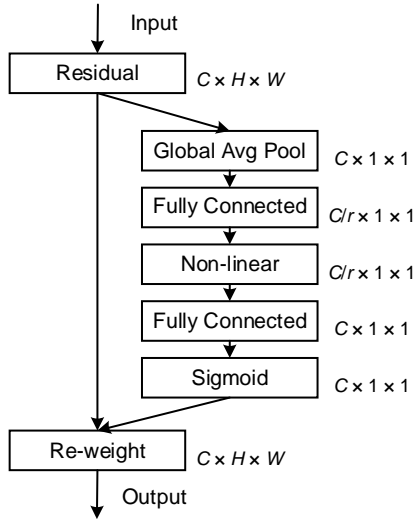 Input
Residual
C × H × W
Global Avg Pool
C × 1 × 1
Fully Connected
C/r × 1 × 1
Non-linear
C/r × 1 × 1
Fully Connected
C × 1 × 1
Sigmoid
C × 1 × 1
Re-weight
C × H × W
Output